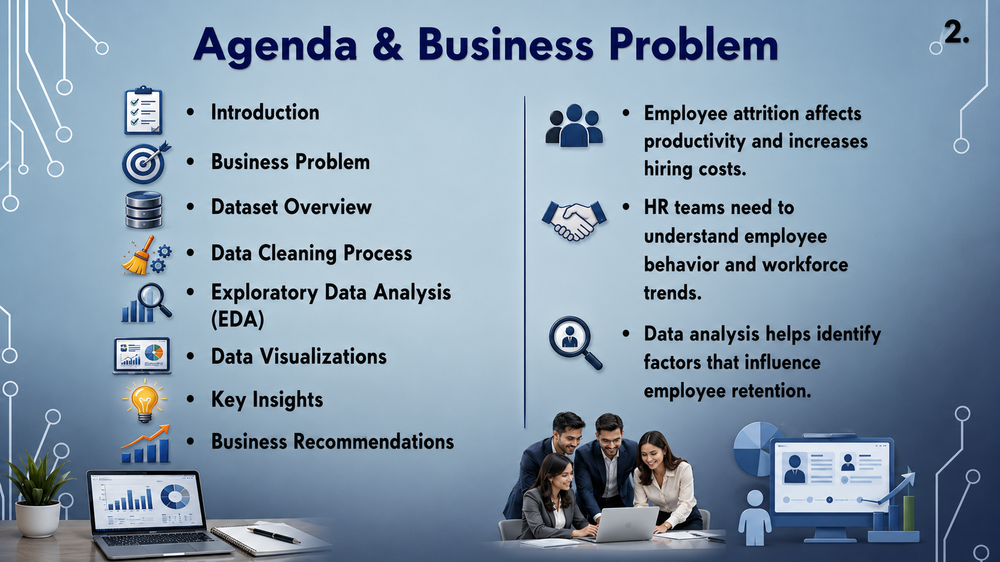 Agenda & Business Problem
2.
• Introduction
• Business Problem
• Dataset Overview
• Data Cleaning Process
• Exploratory Data Analysis
(EDA)
• Data Visualizations
• Key Insights
• Business Recommendations
• Employee attrition affects
productivity and increases
hiring costs.
• HR teams need to
understand employee
behavior and workforce
trends.
• Data analysis helps identify
factors that influence
employee retention.